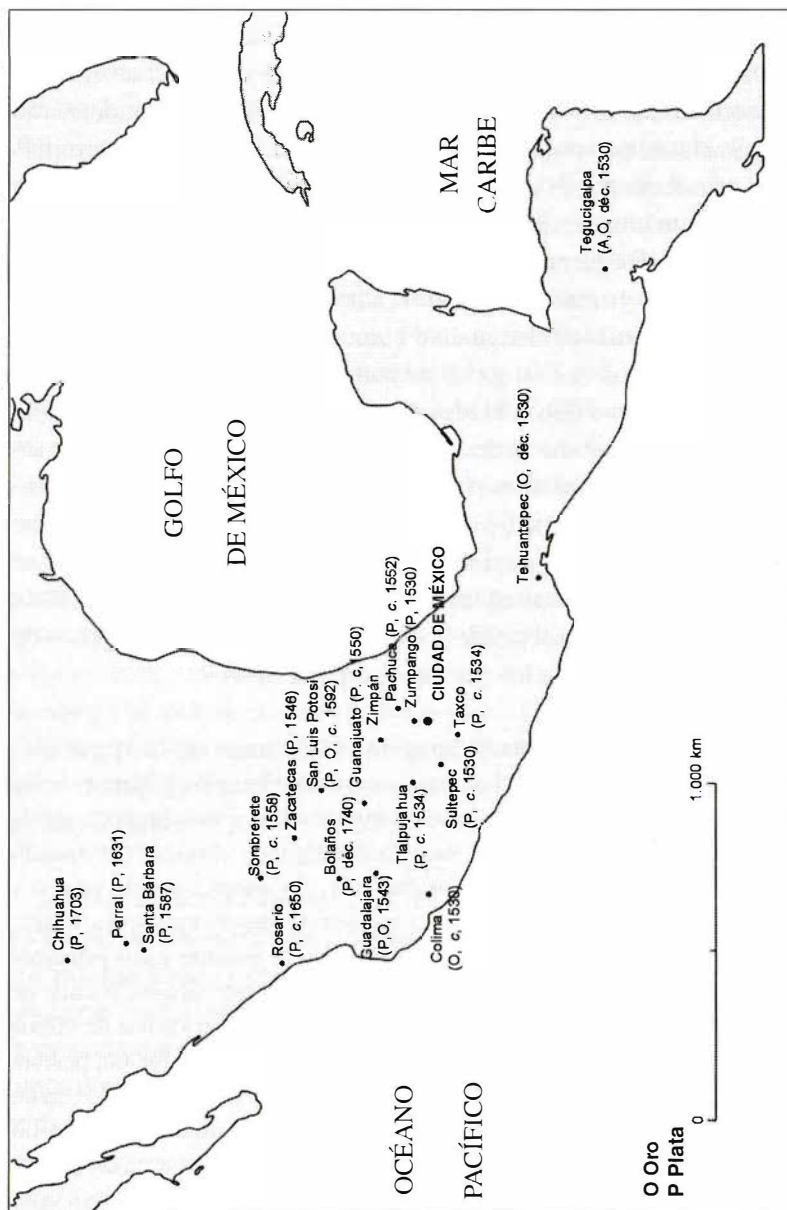 GOLFO
DE MÉXICO
MAR
CARIBE
OCÉANO
PACÍFICO
Chihuahua
(P, 1703)
Parral (P, 1631)
Santa Bárbara
(P, 1587)
Sombrerete
(P, c. 1558)
Zacatecas (P, 1546)
Rosario
(P, c.1650)
San Luis Potosí
(P, O, c. 1592)
Bolaños
(P, déc. 1740)
Guanajuato (P. c, 1550)
Guadalajara
(P,O, 1543)
Zimpán
Pachuca (P, c. 1552)
Zumpango (P, 1530)
Tlalpujahua
(P, c. 1534)
CIUDAD DE MÉXICO
Colima
(O, c, 1530)
Sultepec
(P, c. 1530)
Taxco
(P, c. 1534)
Tehuantepec (O, déc. 1530)
Tegucigalpa
(A,O, déc. 1530)
0 1.000 km
O Oro
P Plata